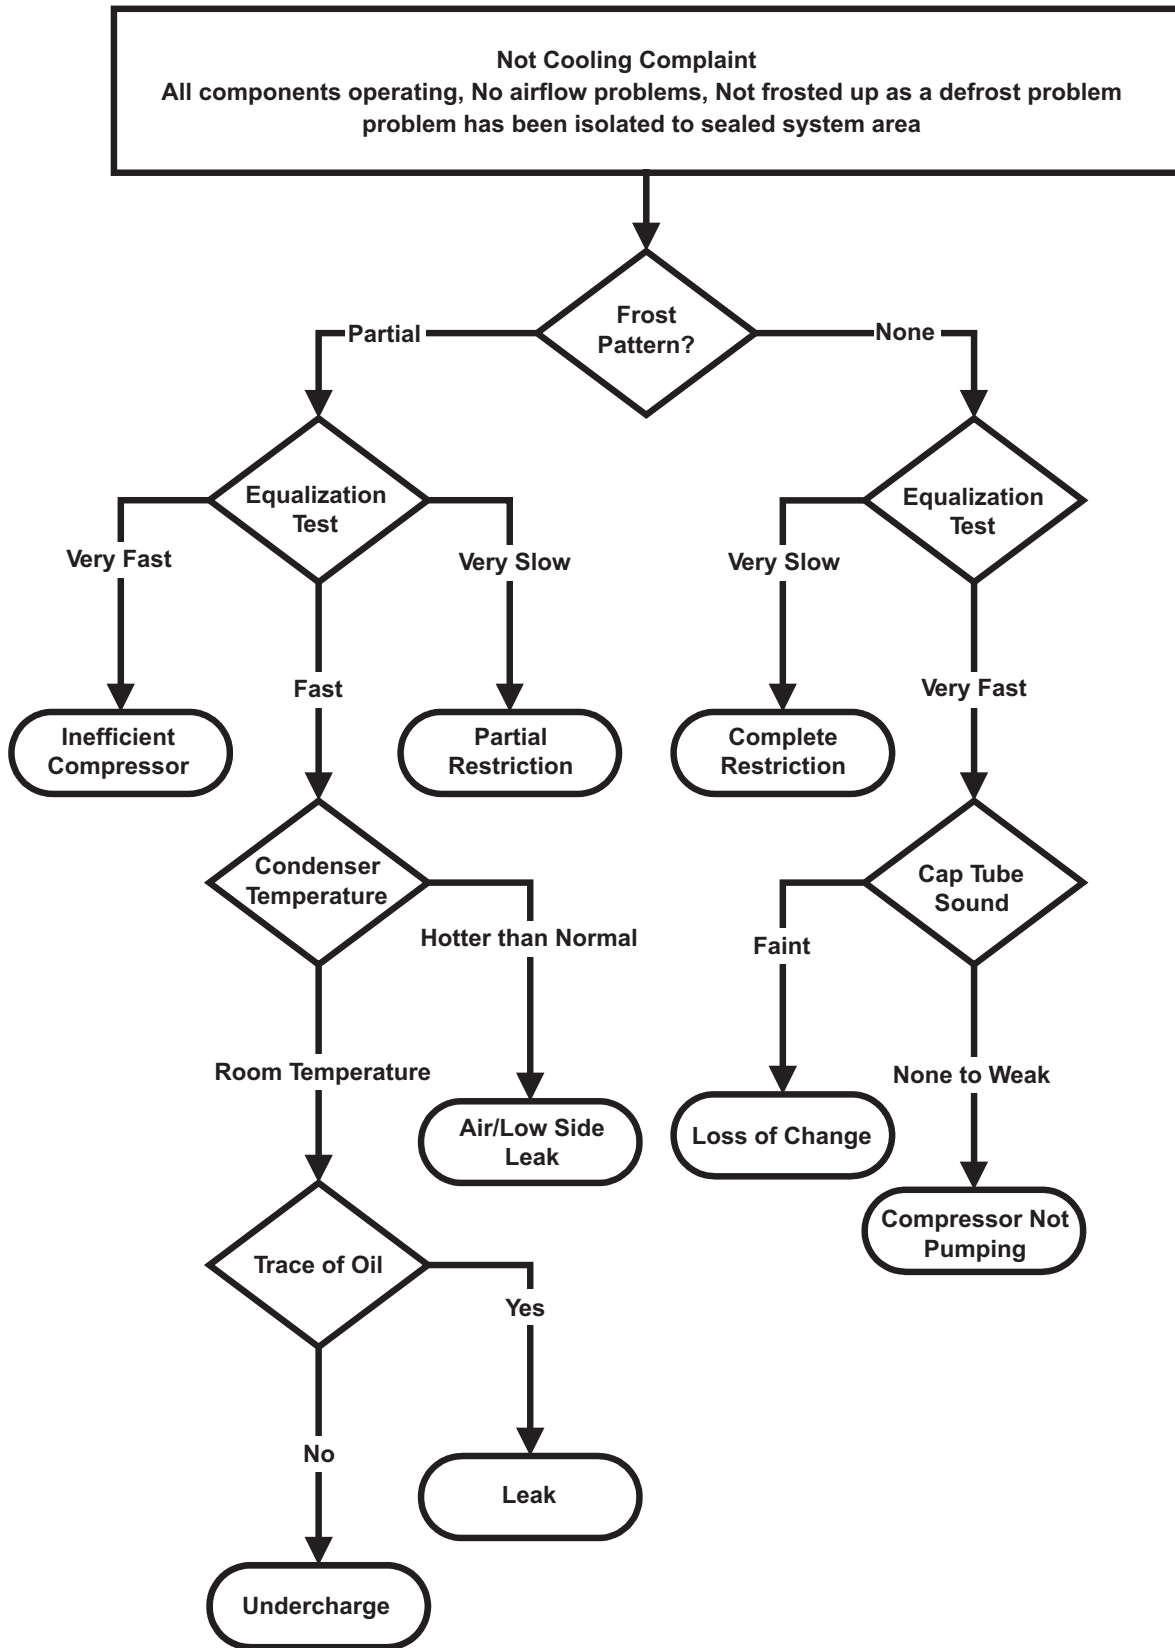 Not Cooling Complaint
All components operating, No airflow problems, Not frosted up as a defrost problem
problem has been isolated to sealed system area
Frost
Pattern?
Partial
None
Equalization
Test
Equalization
Test
Very Fast
Very Slow
Very Slow
Fast
Very Fast
Inefficient
Compressor
Partial
Restriction
Complete
Restriction
Condenser
Temperature
Cap Tube
Sound
Hotter than Normal
Faint
Room Temperature
None to Weak
Air/Low Side
Leak
Loss of Change
Compressor Not
Pumping
Trace of Oil
Yes
No
Leak
Undercharge